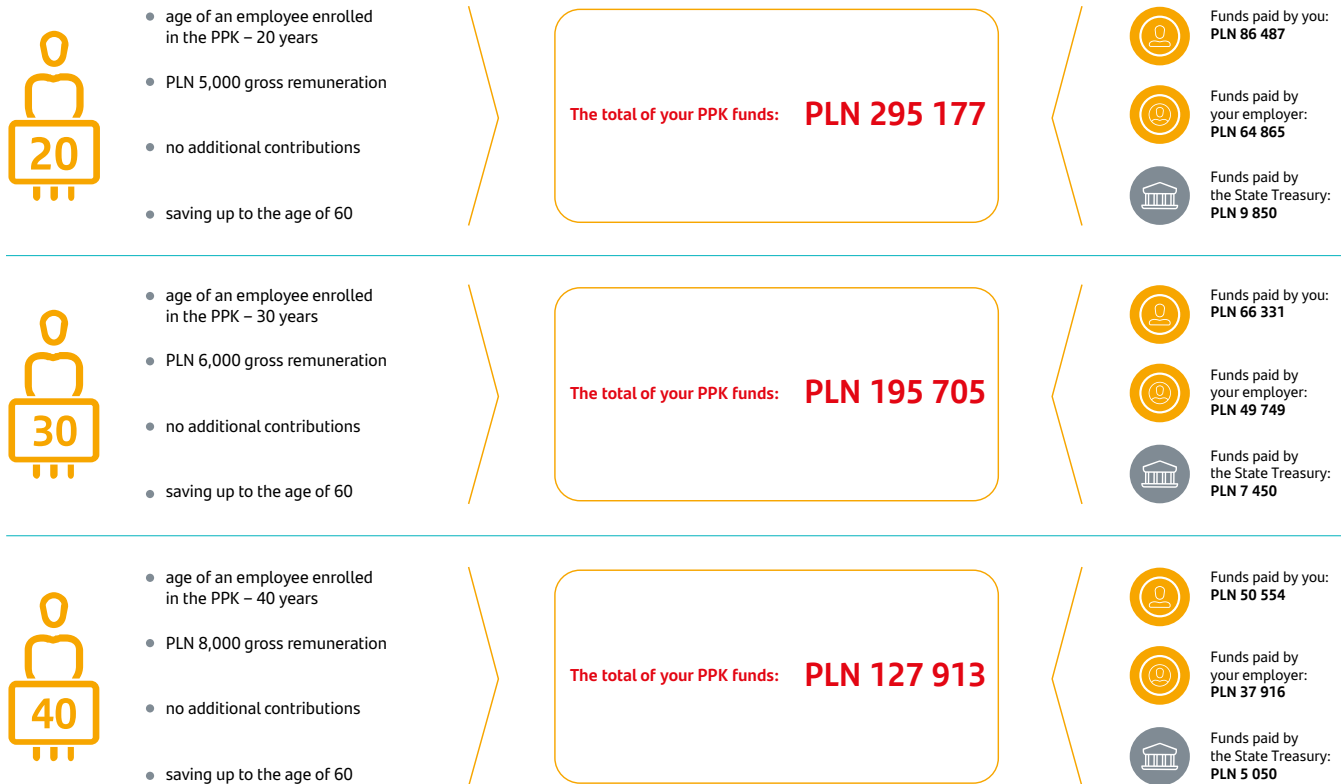 20
age of an employee enrolled
in the PPK – 20 years
PLN 5,000 gross remuneration
no additional contributions
saving up to the age of 60
The total of your PPK funds: PLN 295 177
Funds paid by you:
PLN 86 487
Funds paid by
your employer:
PLN 64 865
Funds paid by
the State Treasury:
PLN 9 850
30
age of an employee enrolled
in the PPK – 30 years
PLN 6,000 gross remuneration
no additional contributions
saving up to the age of 60
The total of your PPK funds: PLN 195 705
Funds paid by you:
PLN 66 331
Funds paid by
your employer:
PLN 49 749
Funds paid by
the State Treasury:
PLN 7 450
40
age of an employee enrolled
in the PPK – 40 years
PLN 8,000 gross remuneration
no additional contributions
saving up to the age of 60
The total of your PPK funds: PLN 127 913
Funds paid by you:
PLN 50 554
Funds paid by
your employer:
PLN 37 916
Funds paid by
the State Treasury:
PLN 5 050